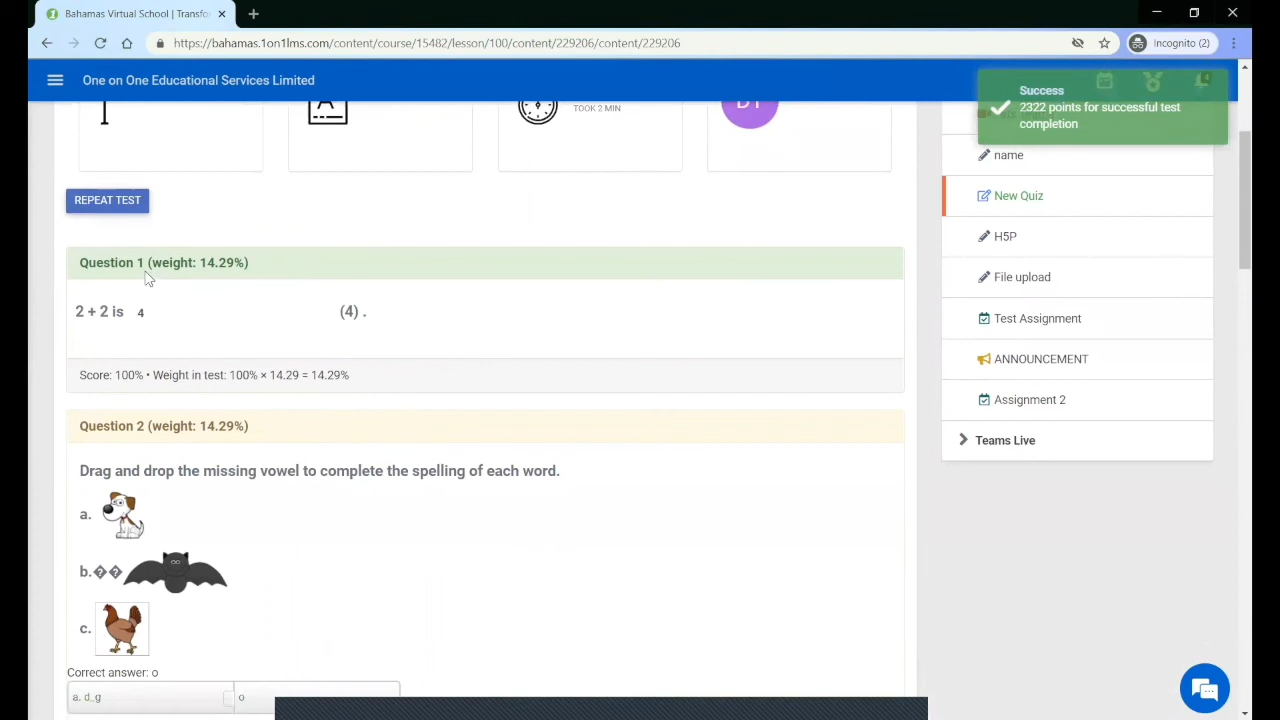 Bahamas Virtual School | Transfor
https://bahamas.1on1lms.com/content/course/15482/lesson/100/content/229206/content/229206
Incognito (2)
One on One Educational Services Limited
Success
2322 points for successful test
completion
4
A
TOOK 2 MIN
DT
name
REPEAT TEST
New Quiz
H5P
File upload
Test Assignment
ANNOUNCEMENT
Assignment 2
Teams Live
Question 1 (weight: 14.29%)
2 + 2 is 4 (4) .
Score: 100% • Weight in test: 100% × 14.29 = 14.29%
Question 2 (weight: 14.29%)
Drag and drop the missing vowel to complete the spelling of each word.
a.
b.��
c.
Correct answer: o
a. d_g
o